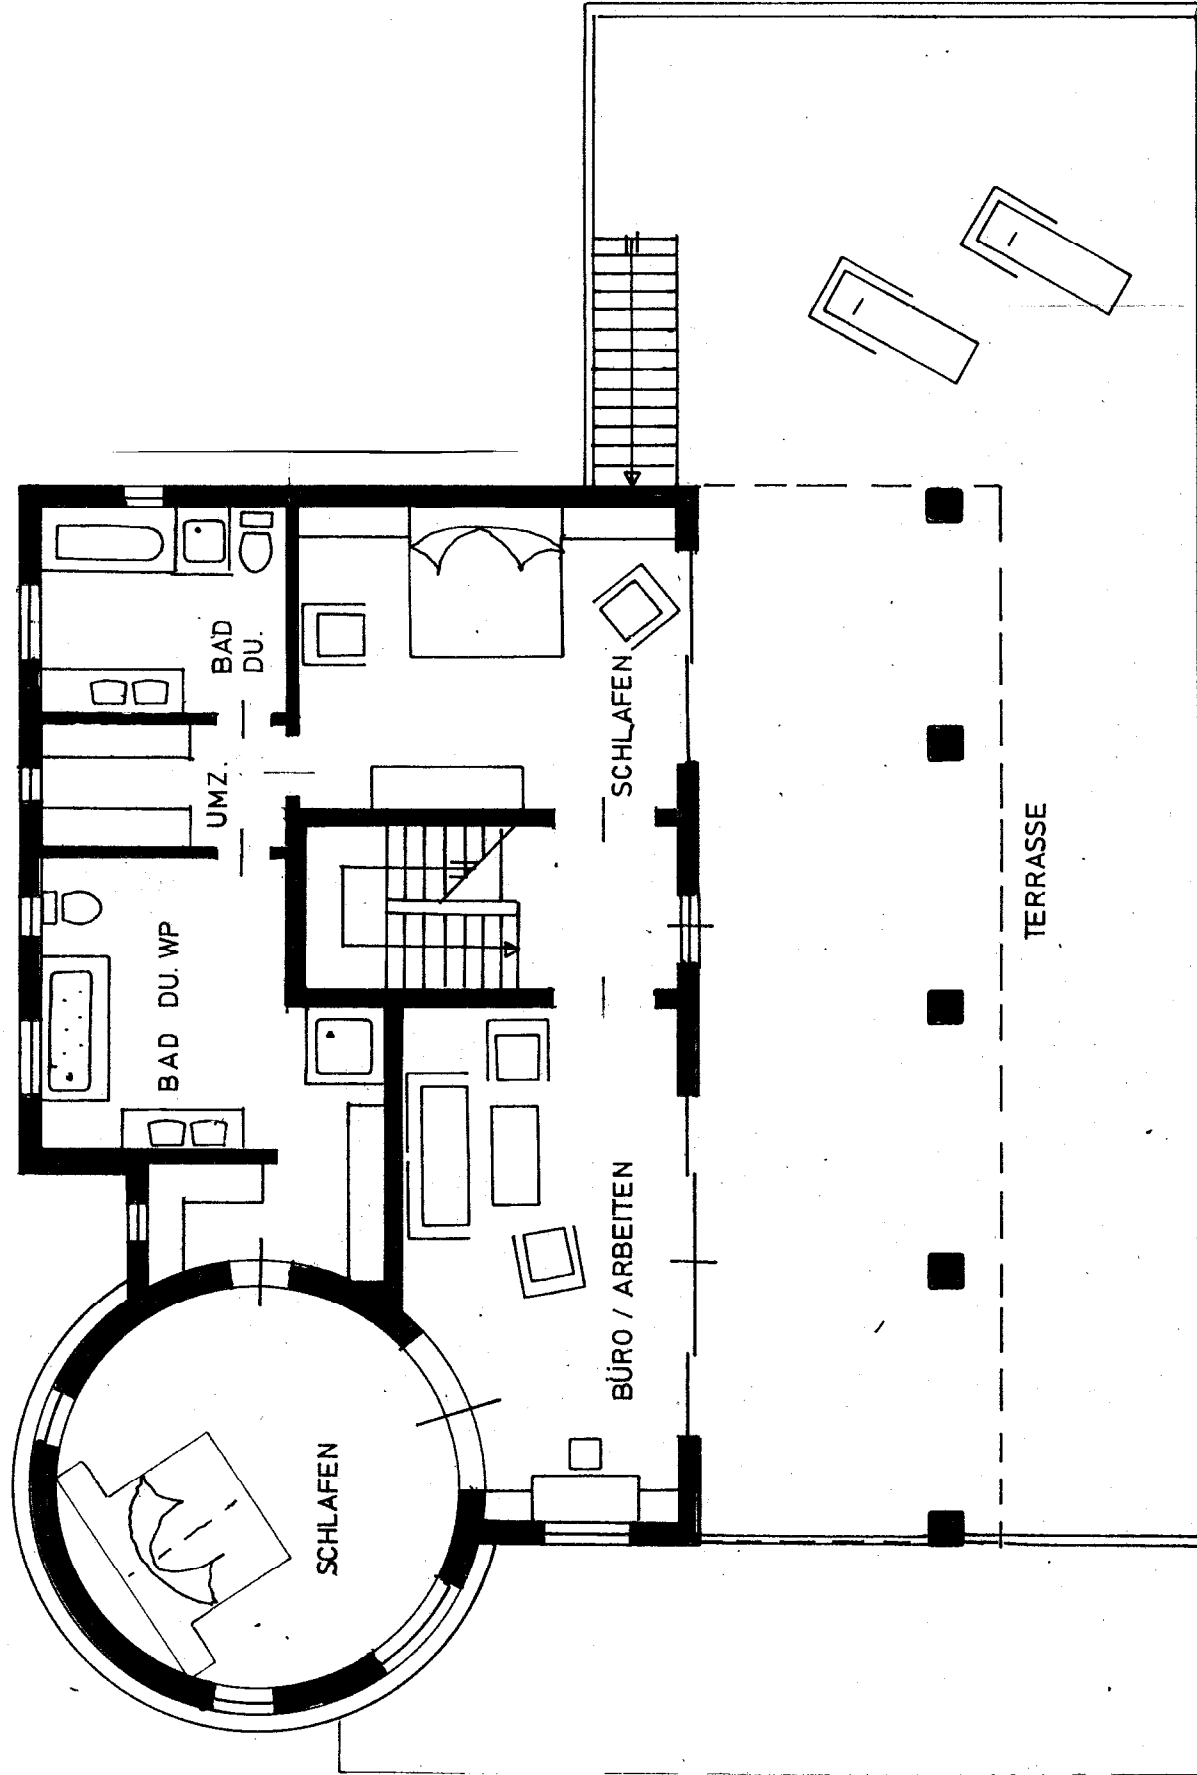 BAD
DU.
UMZ.
BAD DU. WP
SCHLAFEN
SCHLAFEN
BÜRO / ARBEITEN
TERRASSE